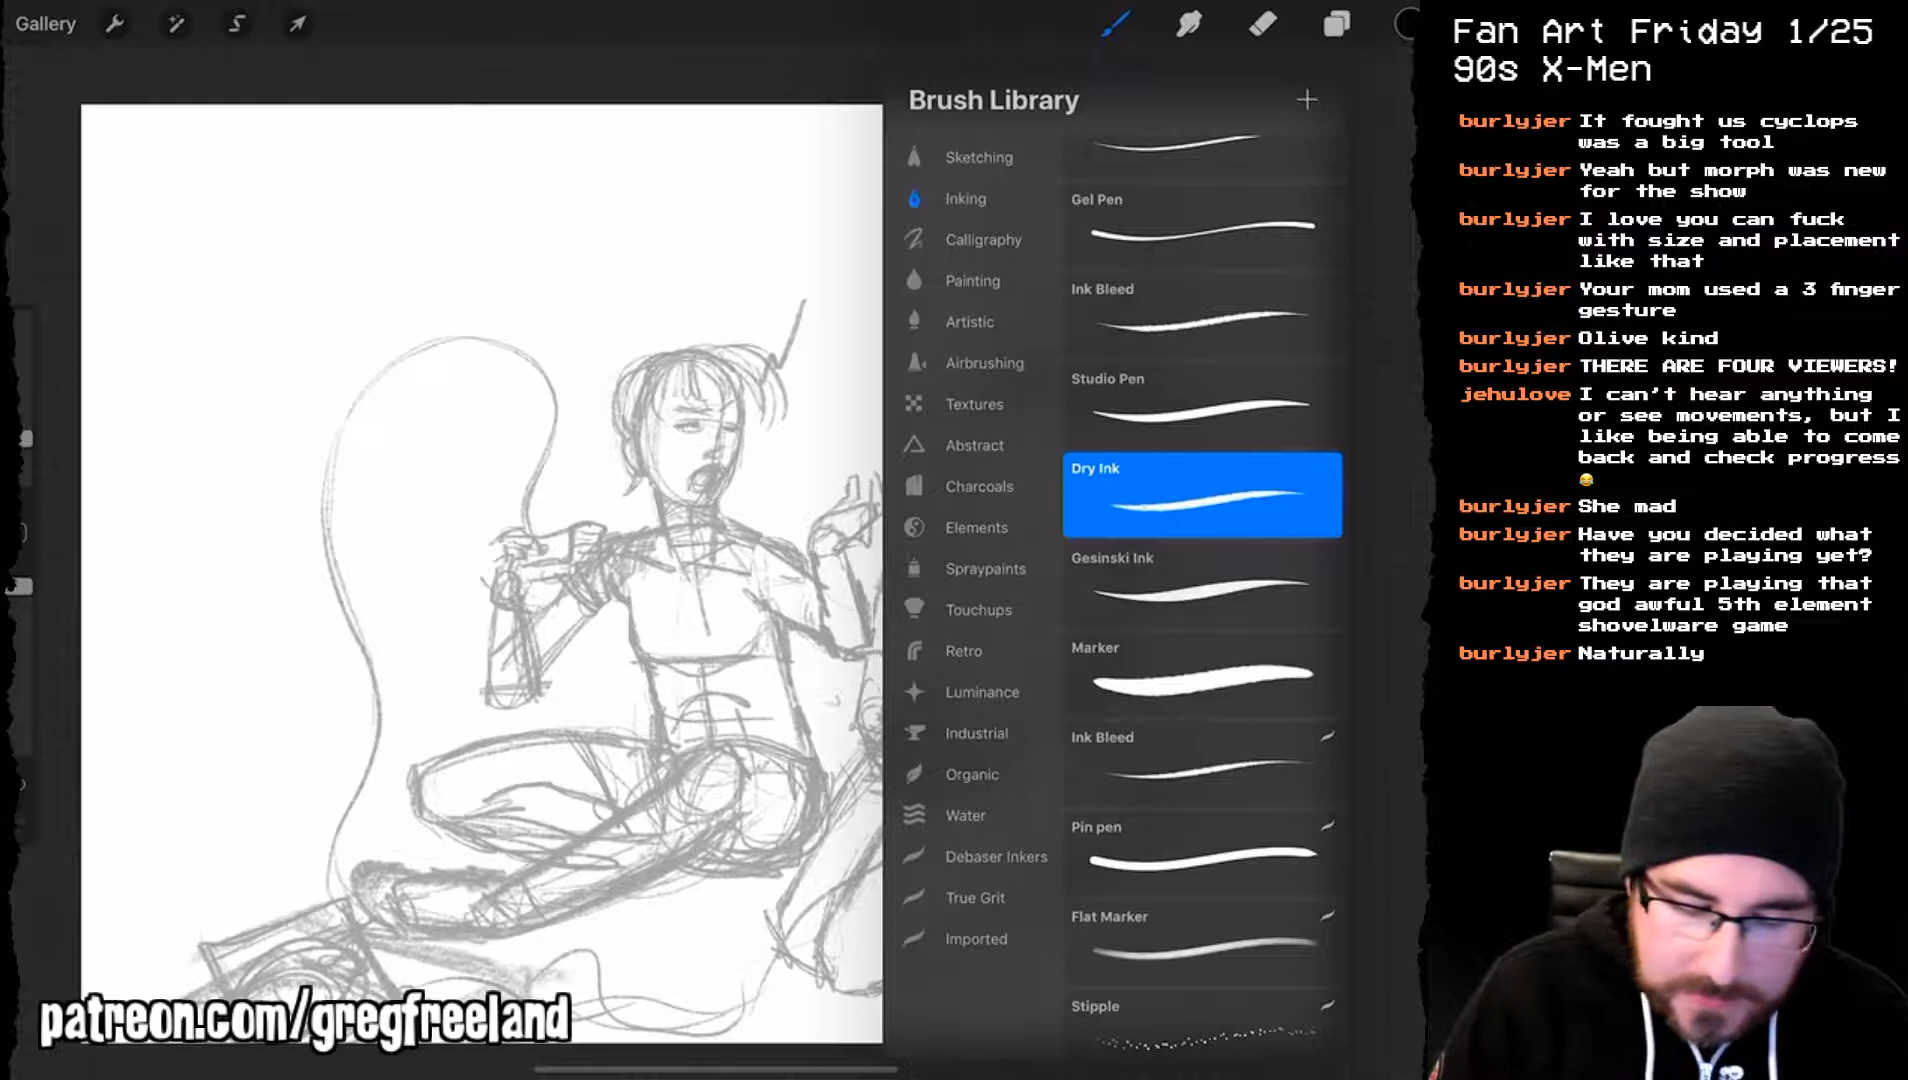 Gallery
Brush Library
Sketching
Inking
Calligraphy
Painting
Artistic
Airbrushing
Textures
Abstract
Charcoals
Elements
Spraypaints
Touchups
Retro
Luminance
Industrial
Organic
Water
Debaser Inkers
True Grit
Imported
Gel Pen
Ink Bleed
Studio Pen
Dry Ink
Gesinski Ink
Marker
Ink Bleed
Pin pen
Flat Marker
Stipple
patreon.com/gregfreeland
Fan Art Friday 1/25
90s X-Men
burlyjer It fought us cyclops
was a big tool
burlyjer Yeah but morph was new
for the show
burlyjer I love you can fuck
with size and placement
like that
burlyjer Your mom used a 3 finger
gesture
burlyjer Olive kind
burlyjer THERE ARE FOUR VIEWERS!
jehulove I can't hear anything
or see movements, but I
like being able to come
back and check progress
😂
burlyjer She mad
burlyjer Have you decided what
they are playing yet?
burlyjer They are playing that
god awful 5th element
shovelware game
burlyjer Naturally